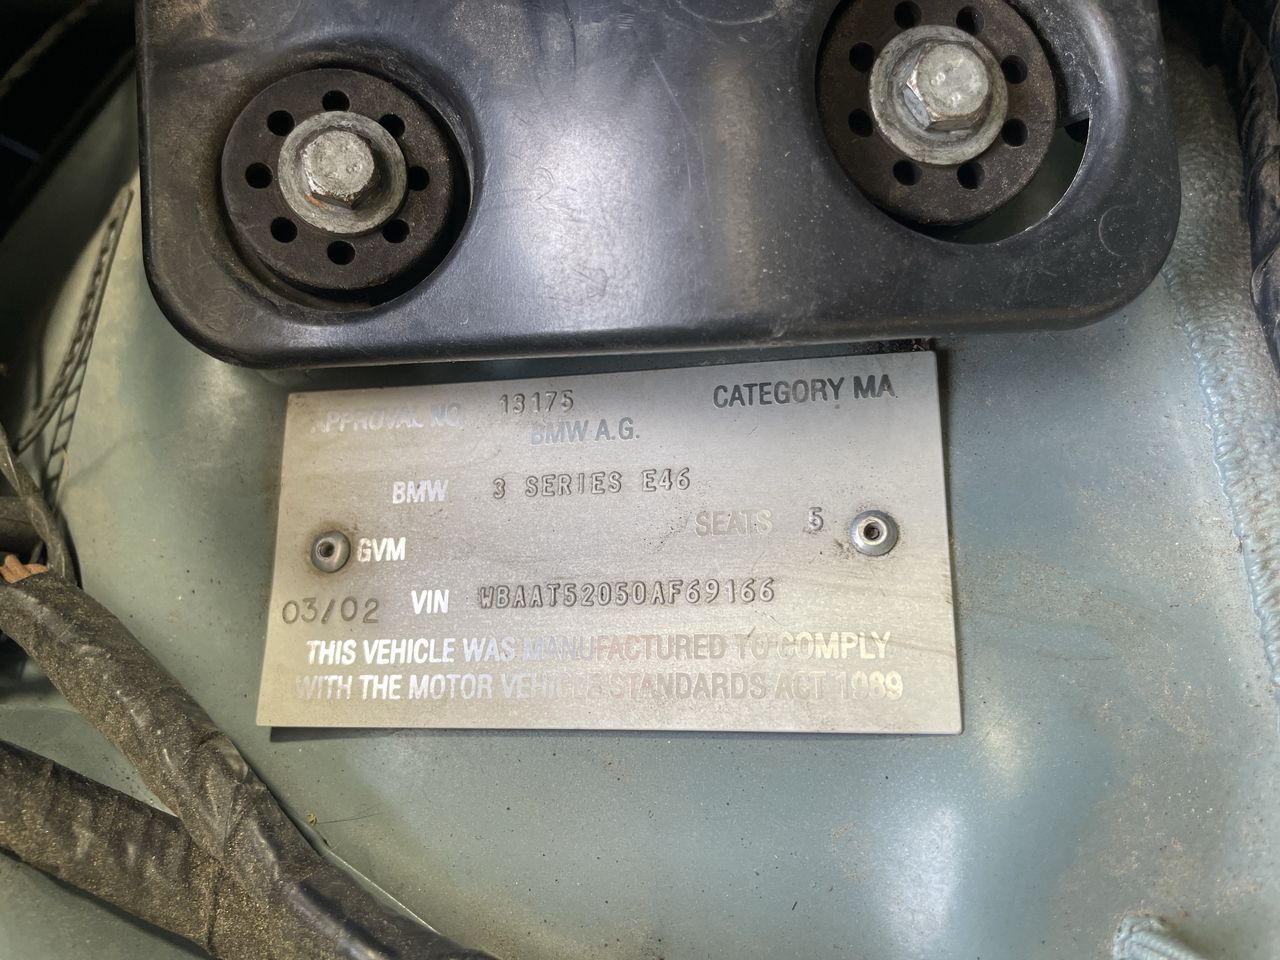 APPROVAL NO. 13175 CATEGORY MA
BMW A.G.
BMW 3 SERIES E46
SEATS 5
GVM
03/02 VIN WBAAT52050AF69166
THIS VEHICLE WAS MANUFACTURED TO COMPLY
WITH THE MOTOR VEHICLE STANDARDS ACT 1989